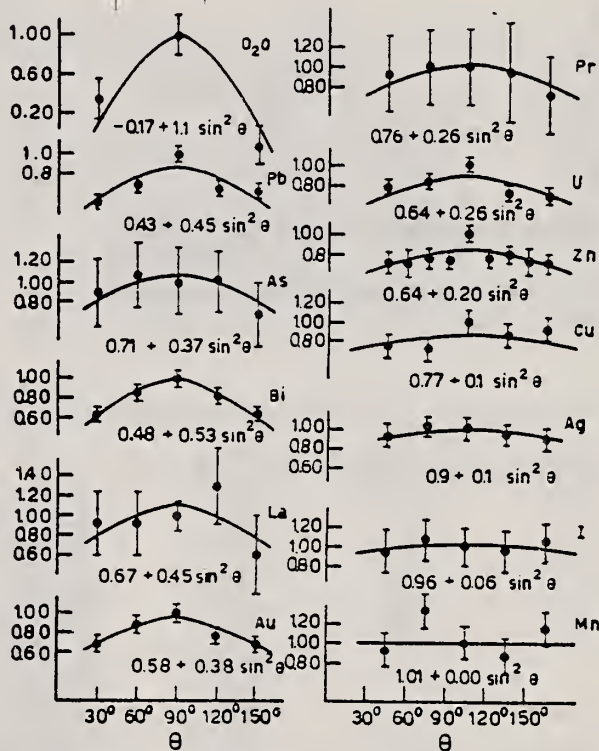 1.00
0.60
0.20
D₂O
-0.17 + 1.1 sin² θ
1.0
0.8
Pb
0.43 + 0.45 sin² θ
1.20
1.00
0.80
As
0.71 + 0.37 sin² θ
1.00
0.80
0.60
Bi
0.48 + 0.53 sin² θ
1.40
1.20
1.00
0.80
0.60
La
0.67 + 0.45 sin² θ
1.00
0.80
0.60
Au
0.58 + 0.38 sin² θ
30° 60° 90° 120° 150°
θ
1.20
1.00
0.80
Pr
0.76 + 0.26 sin² θ
1.00
0.80
U
0.64 + 0.26 sin² θ
1.00
0.8
Zn
0.64 + 0.20 sin² θ
1.20
1.00
0.80
Cu
0.77 + 0.1 sin² θ
1.00
0.80
0.60
Ag
0.9 + 0.1 sin² θ
1.20
1.00
0.80
I
0.96 + 0.06 sin² θ
1.20
1.00
0.80
Mn
1.01 + 0.00 sin² θ
30° 60° 90° 120° 150°
θ